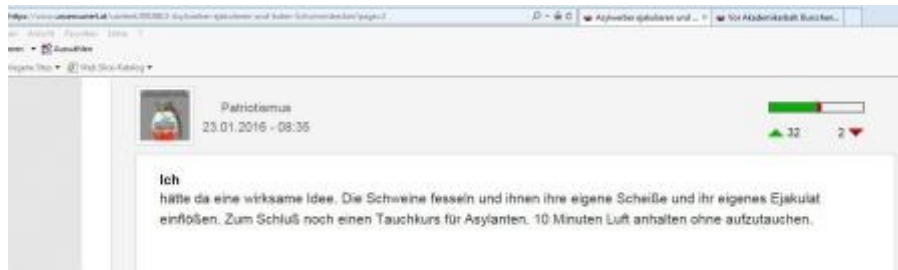 Auswählen
Patriotismus
23.01.2016 - 08:35
32 2
Ich
hätte da eine wirksame Idee. Die Schweine fesseln und ihnen ihre eigene Scheiße und ihr eigenes Ejakulat
einflößen. Zum Schluß noch einen Tauchkurs für Asylanten. 10 Minuten Luft anhalten ohne aufzutauchen.